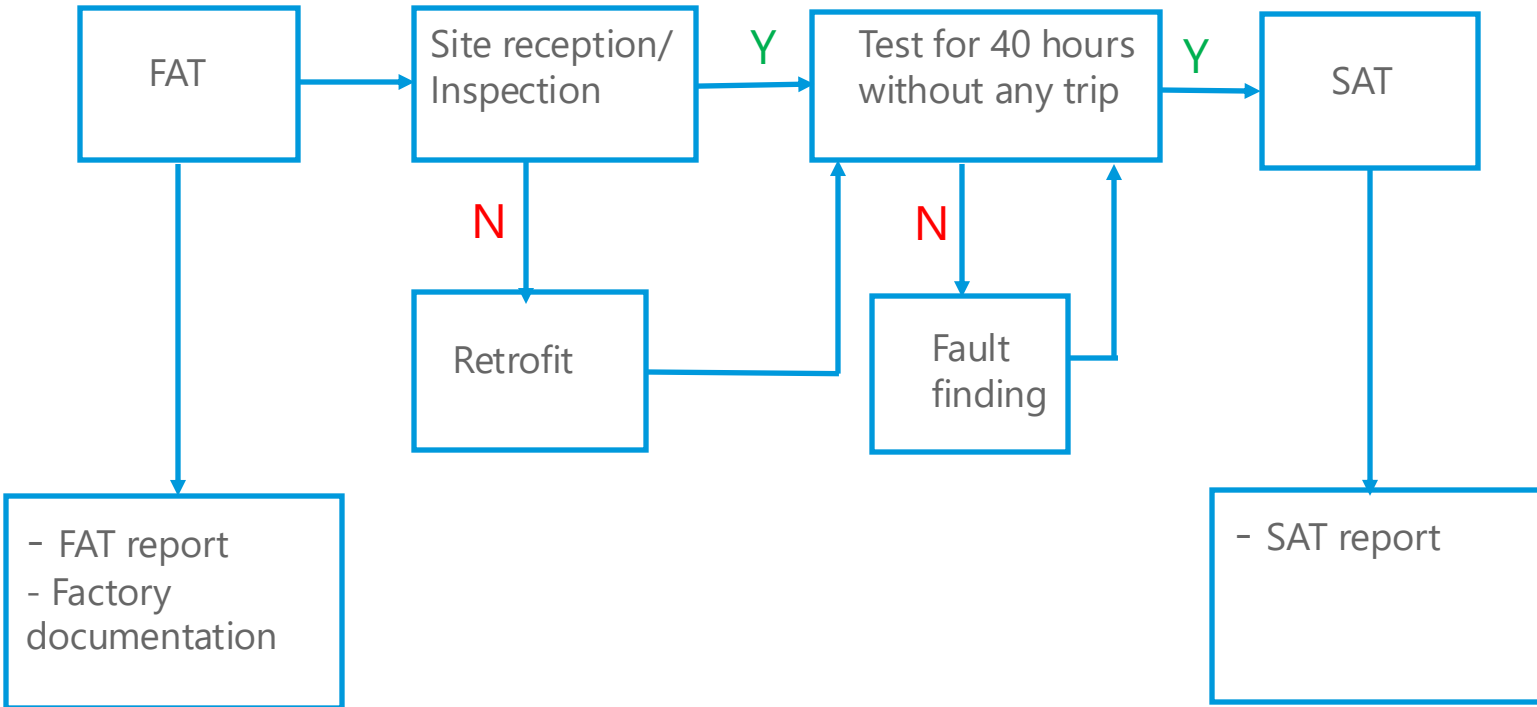 FAT
Site reception/
Inspection
Y
Test for 40 hours
without any trip
Y
SAT
N
N
Retrofit
Fault
finding
- FAT report
- Factory
documentation
- SAT report